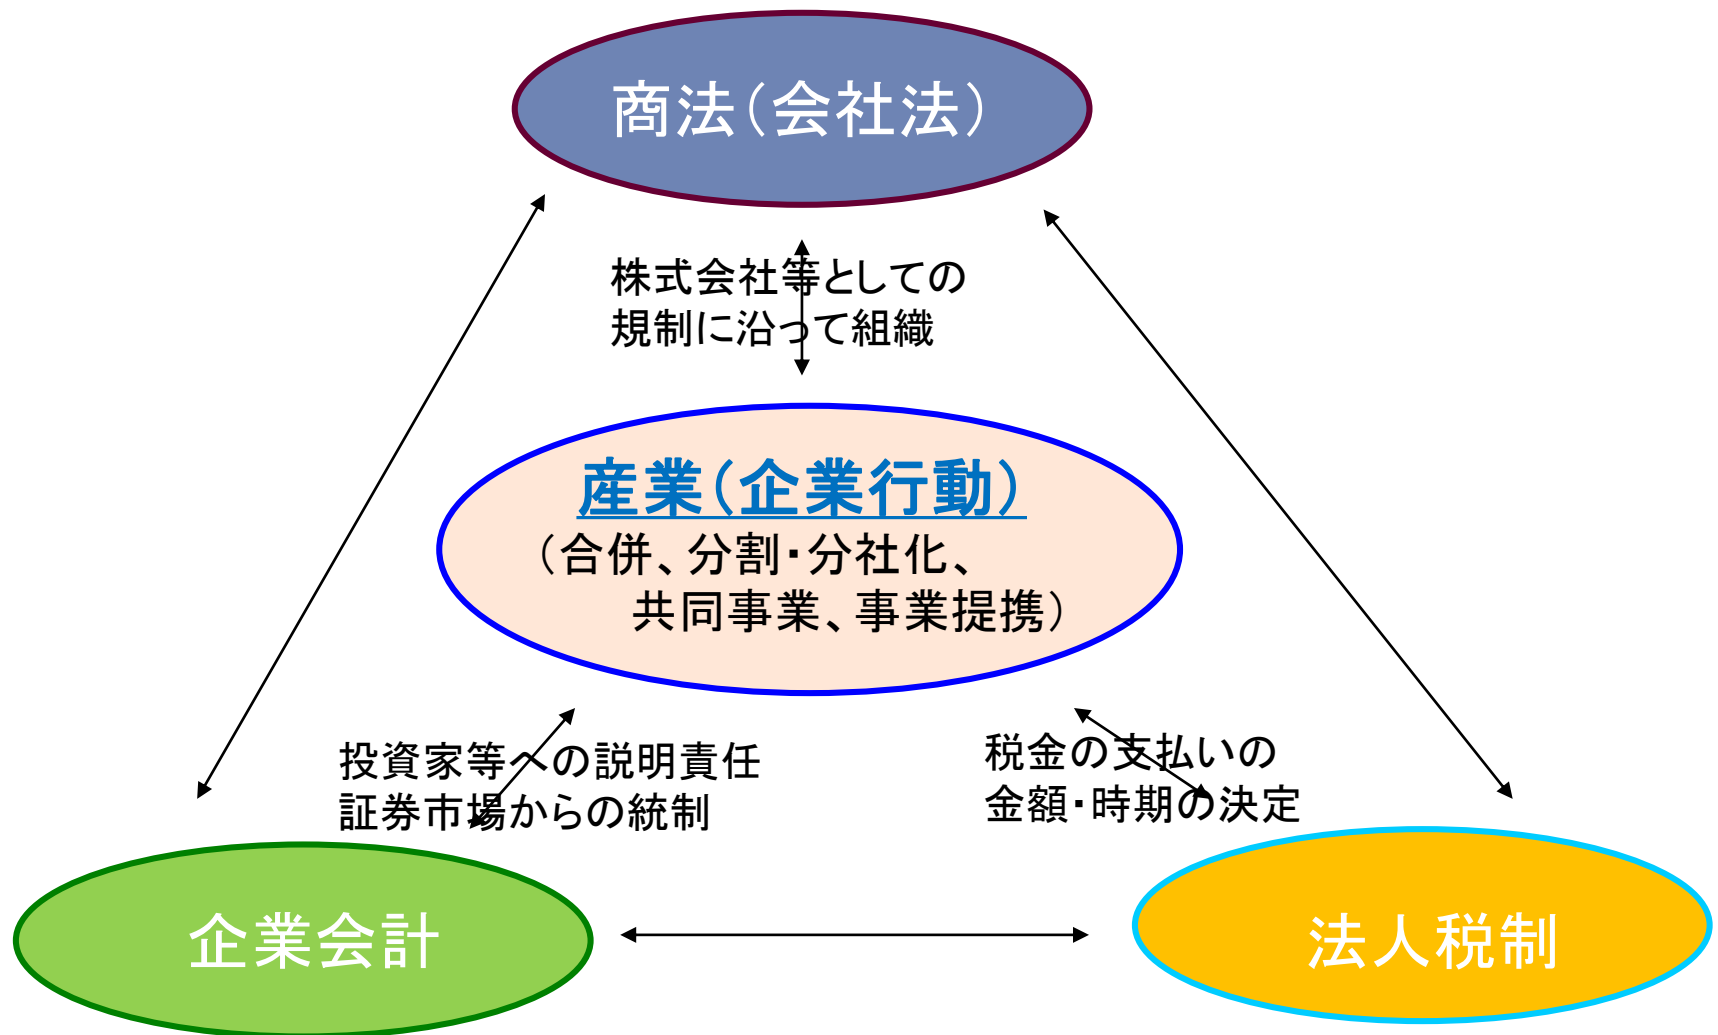 商法（会社法）
株式会社等としての
規制に沿って組織
産業（企業行動）
（合併、分割・分社化、
共同事業、事業提携）
投資家等への説明責任
証券市場からの統制
税金の支払いの
金額・時期の決定
企業会計
法人税制